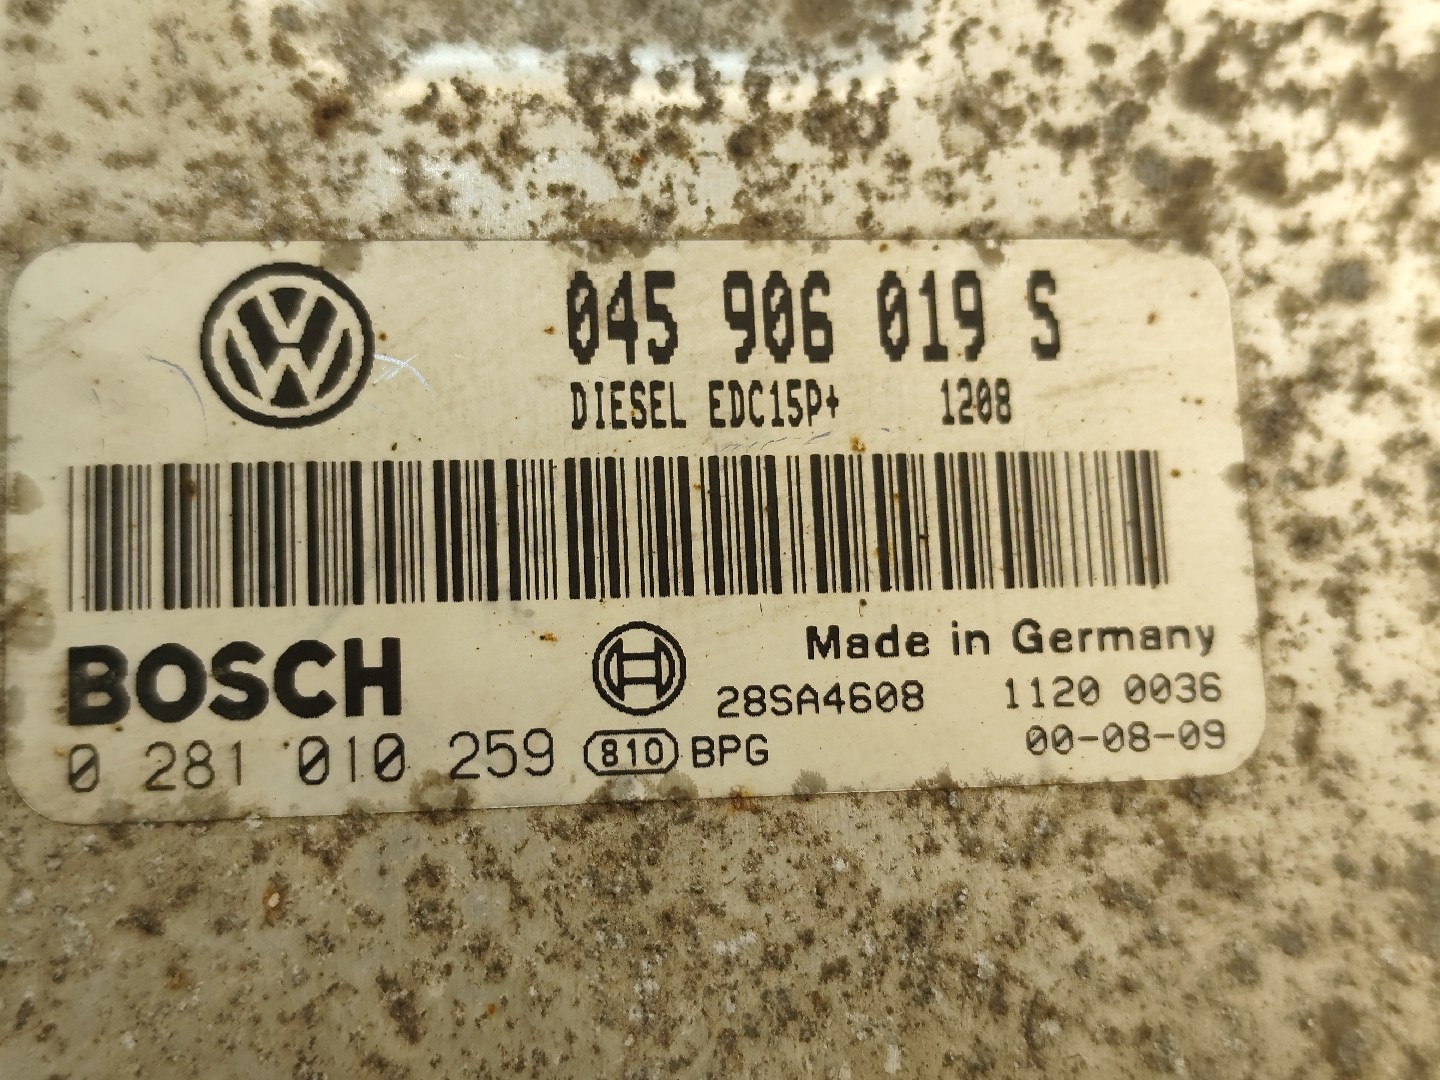 045 906 019 S
DIESEL EDC15P+ 1208
BOSCH
Made in Germany
28SA4608 1120 0036
0 281 010 259 810 BPG 00-08-09